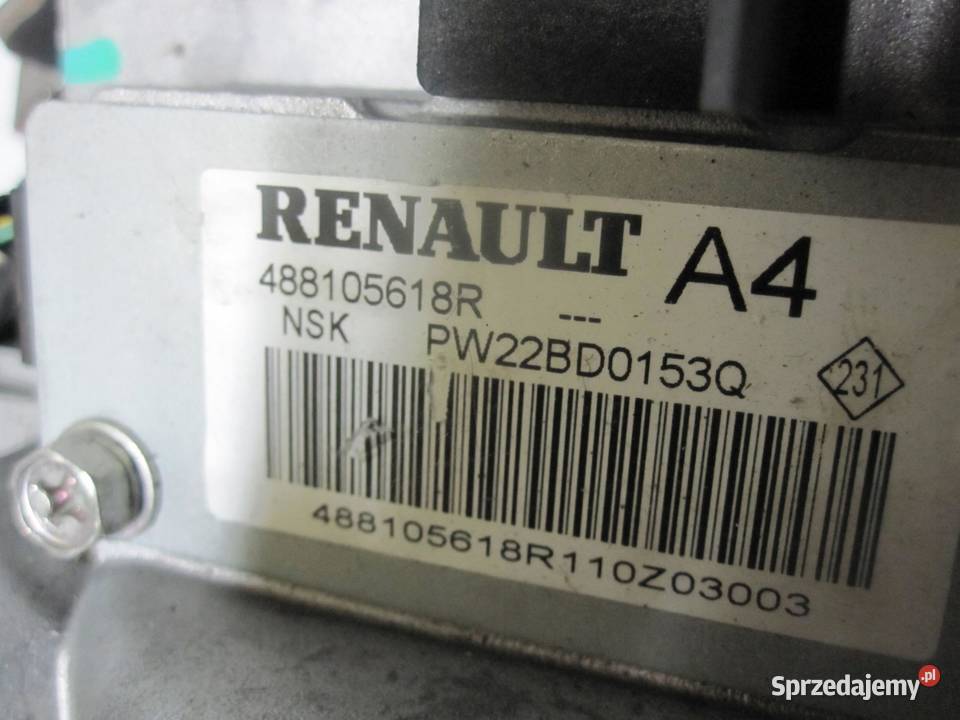 RENAULT A4
488105618R ---
NSK PW22BD0153Q 231
488105618R110Z03003
Sprzedajemy.pl